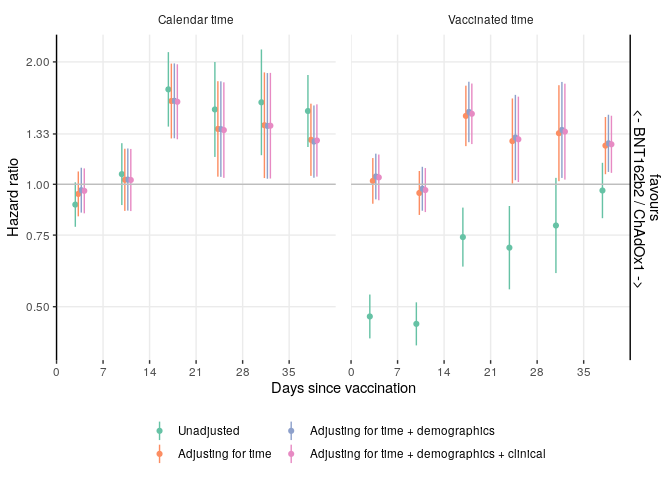 Calendar time
Vaccinated time
2.00
1.33
1.00
0.75
0.50
Hazard ratio
0 7 14 21 28 35
0 7 14 21 28 35
Days since vaccination
favours
<- BNT162b2 / ChAdOx1 ->
Unadjusted
Adjusting for time
Adjusting for time + demographics
Adjusting for time + demographics + clinical